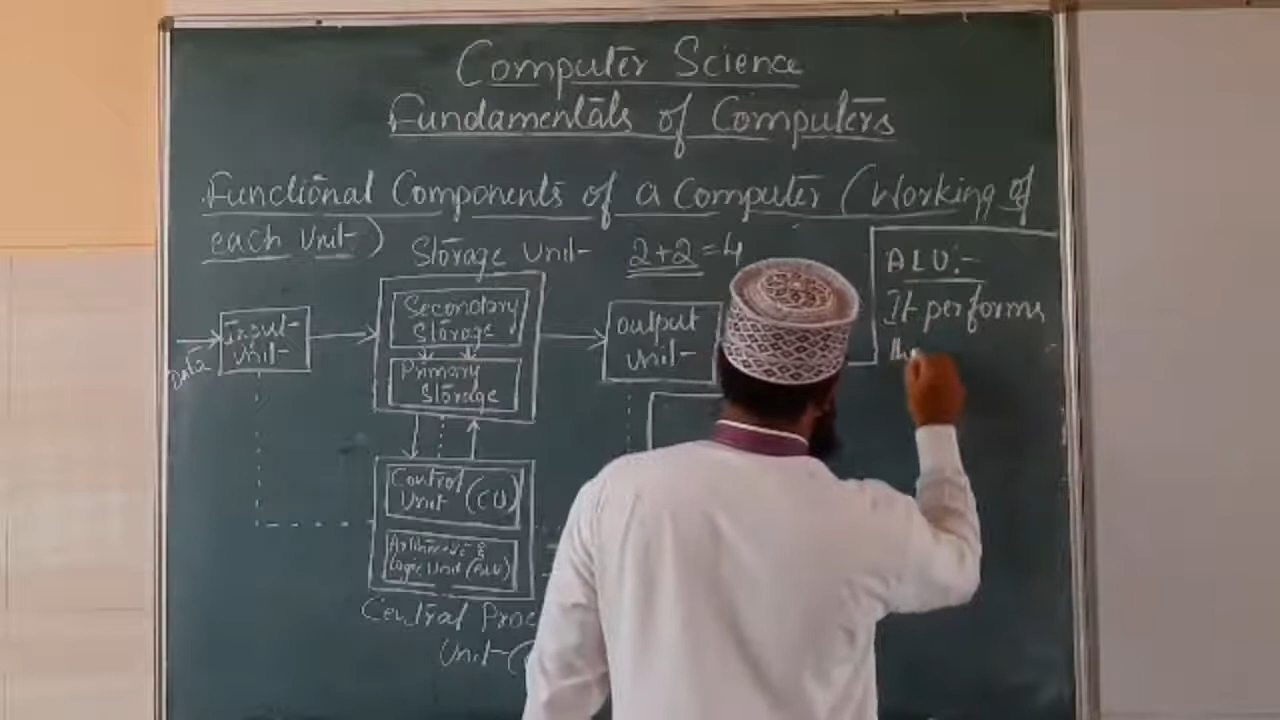 Computer Science
Fundamentals of Computers
Functional Components of a Computer (Working of
each Unit)
Storage Unit
2+2=4
Data
Input
Unit
Secondary
Storage
Primary
Storage
output
Unit
Control
Unit (CU)
Arithmetic &
Logic Unit (ALU)
Central Proc
Unit (
ALU:-
It performs
the